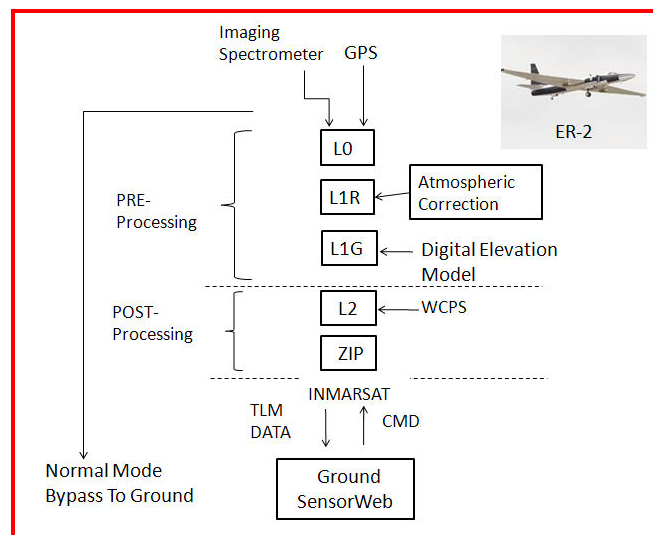 Imaging
Spectrometer
GPS
ER-2
L0
PRE-
Processing
L1R
Atmospheric
Correction
L1G
Digital Elevation
Model
POST-
Processing
L2
WCPS
ZIP
INMARSAT
TLM
DATA
CMD
Normal Mode
Bypass To Ground
Ground
SensorWeb